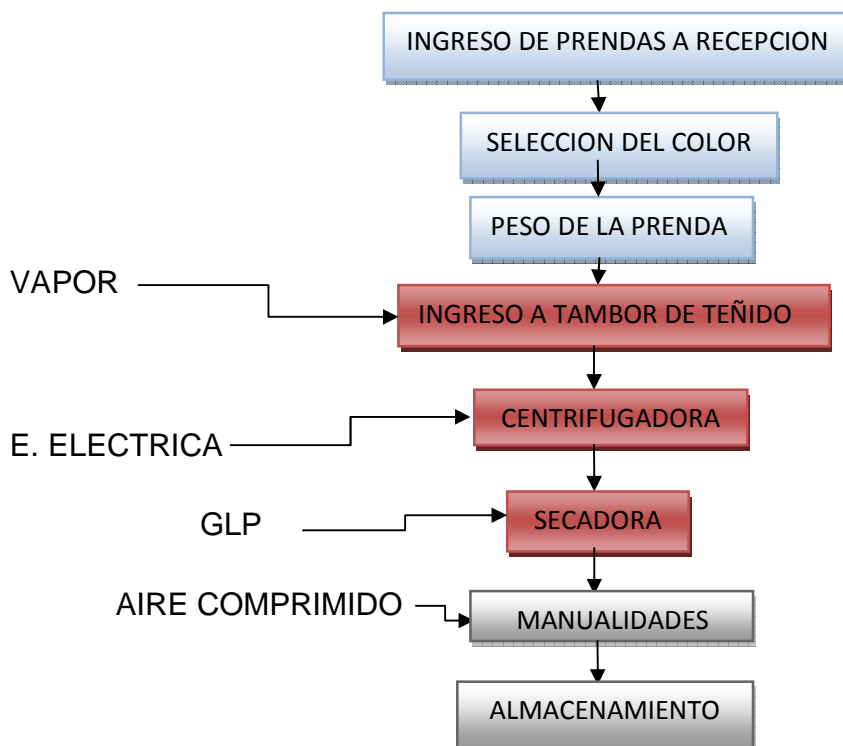 INGRESO DE PRENDAS A RECEPCION
SELECCION DEL COLOR
PESO DE LA PRENDA
VAPOR
INGRESO A TAMBOR DE TEÑIDO
CENTRIFUGADORA
E. ELECTRICA
SECADORA
GLP
AIRE COMPRIMIDO
MANUALIDADES
ALMACENAMIENTO